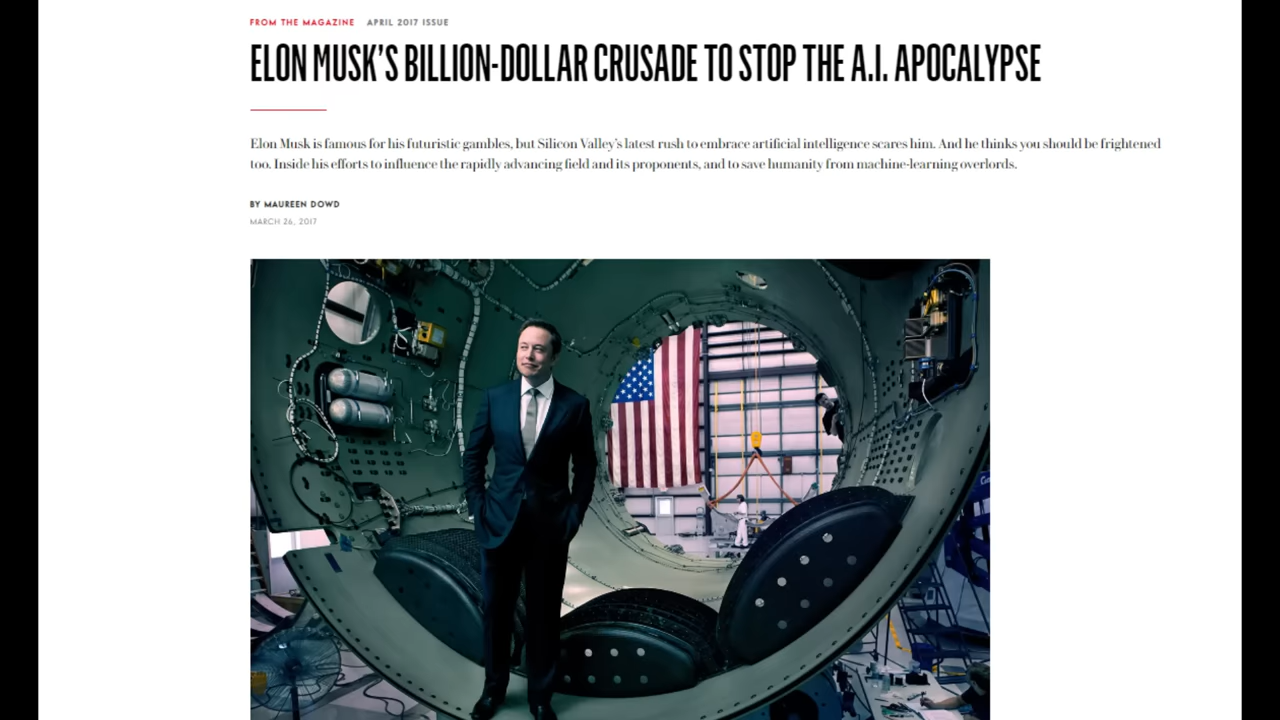 FROM THE MAGAZINE APRIL 2017 ISSUE
ELON MUSK'S BILLION-DOLLAR CRUSADE TO STOP THE A.I. APOCALYPSE
Elon Musk is famous for his futuristic gambles, but Silicon Valley's latest rush to embrace artificial intelligence scares him. And he thinks you should be frightened
too. Inside his efforts to influence the rapidly advancing field and its proponents, and to save humanity from machine-learning overlords.
BY MAUREEN DOWD
MARCH 26, 2017